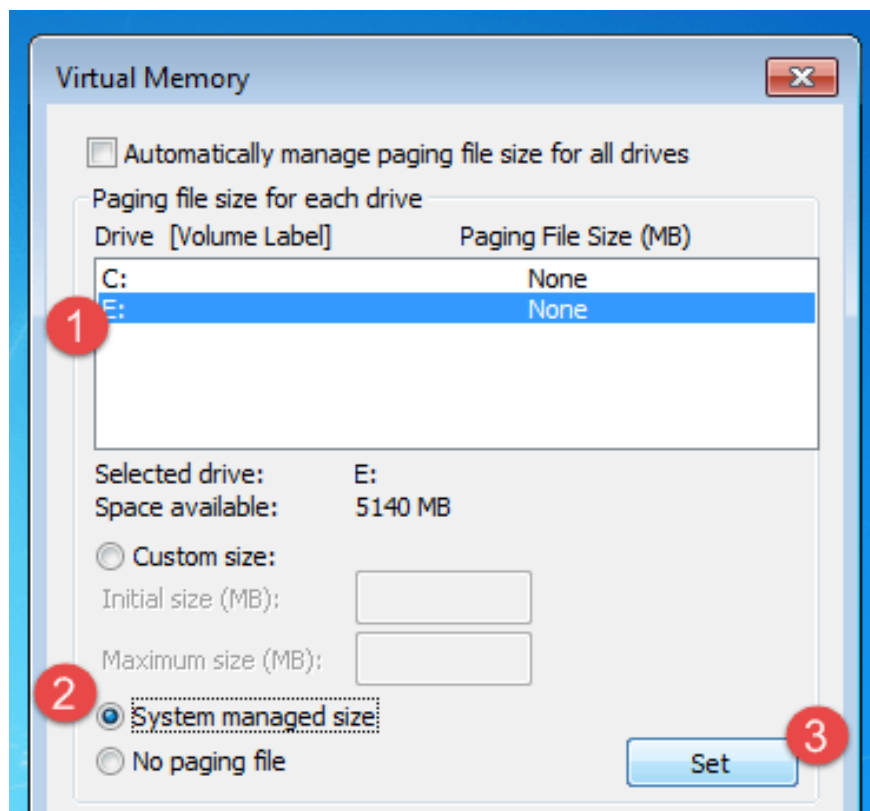 Virtual Memory
Automatically manage paging file size for all drives
Paging file size for each drive
Drive [Volume Label] Paging File Size (MB)
C: None
1 E: None
Selected drive: E:
Space available: 5140 MB
Custom size:
Initial size (MB):
Maximum size (MB):
2 System managed size
No paging file Set 3